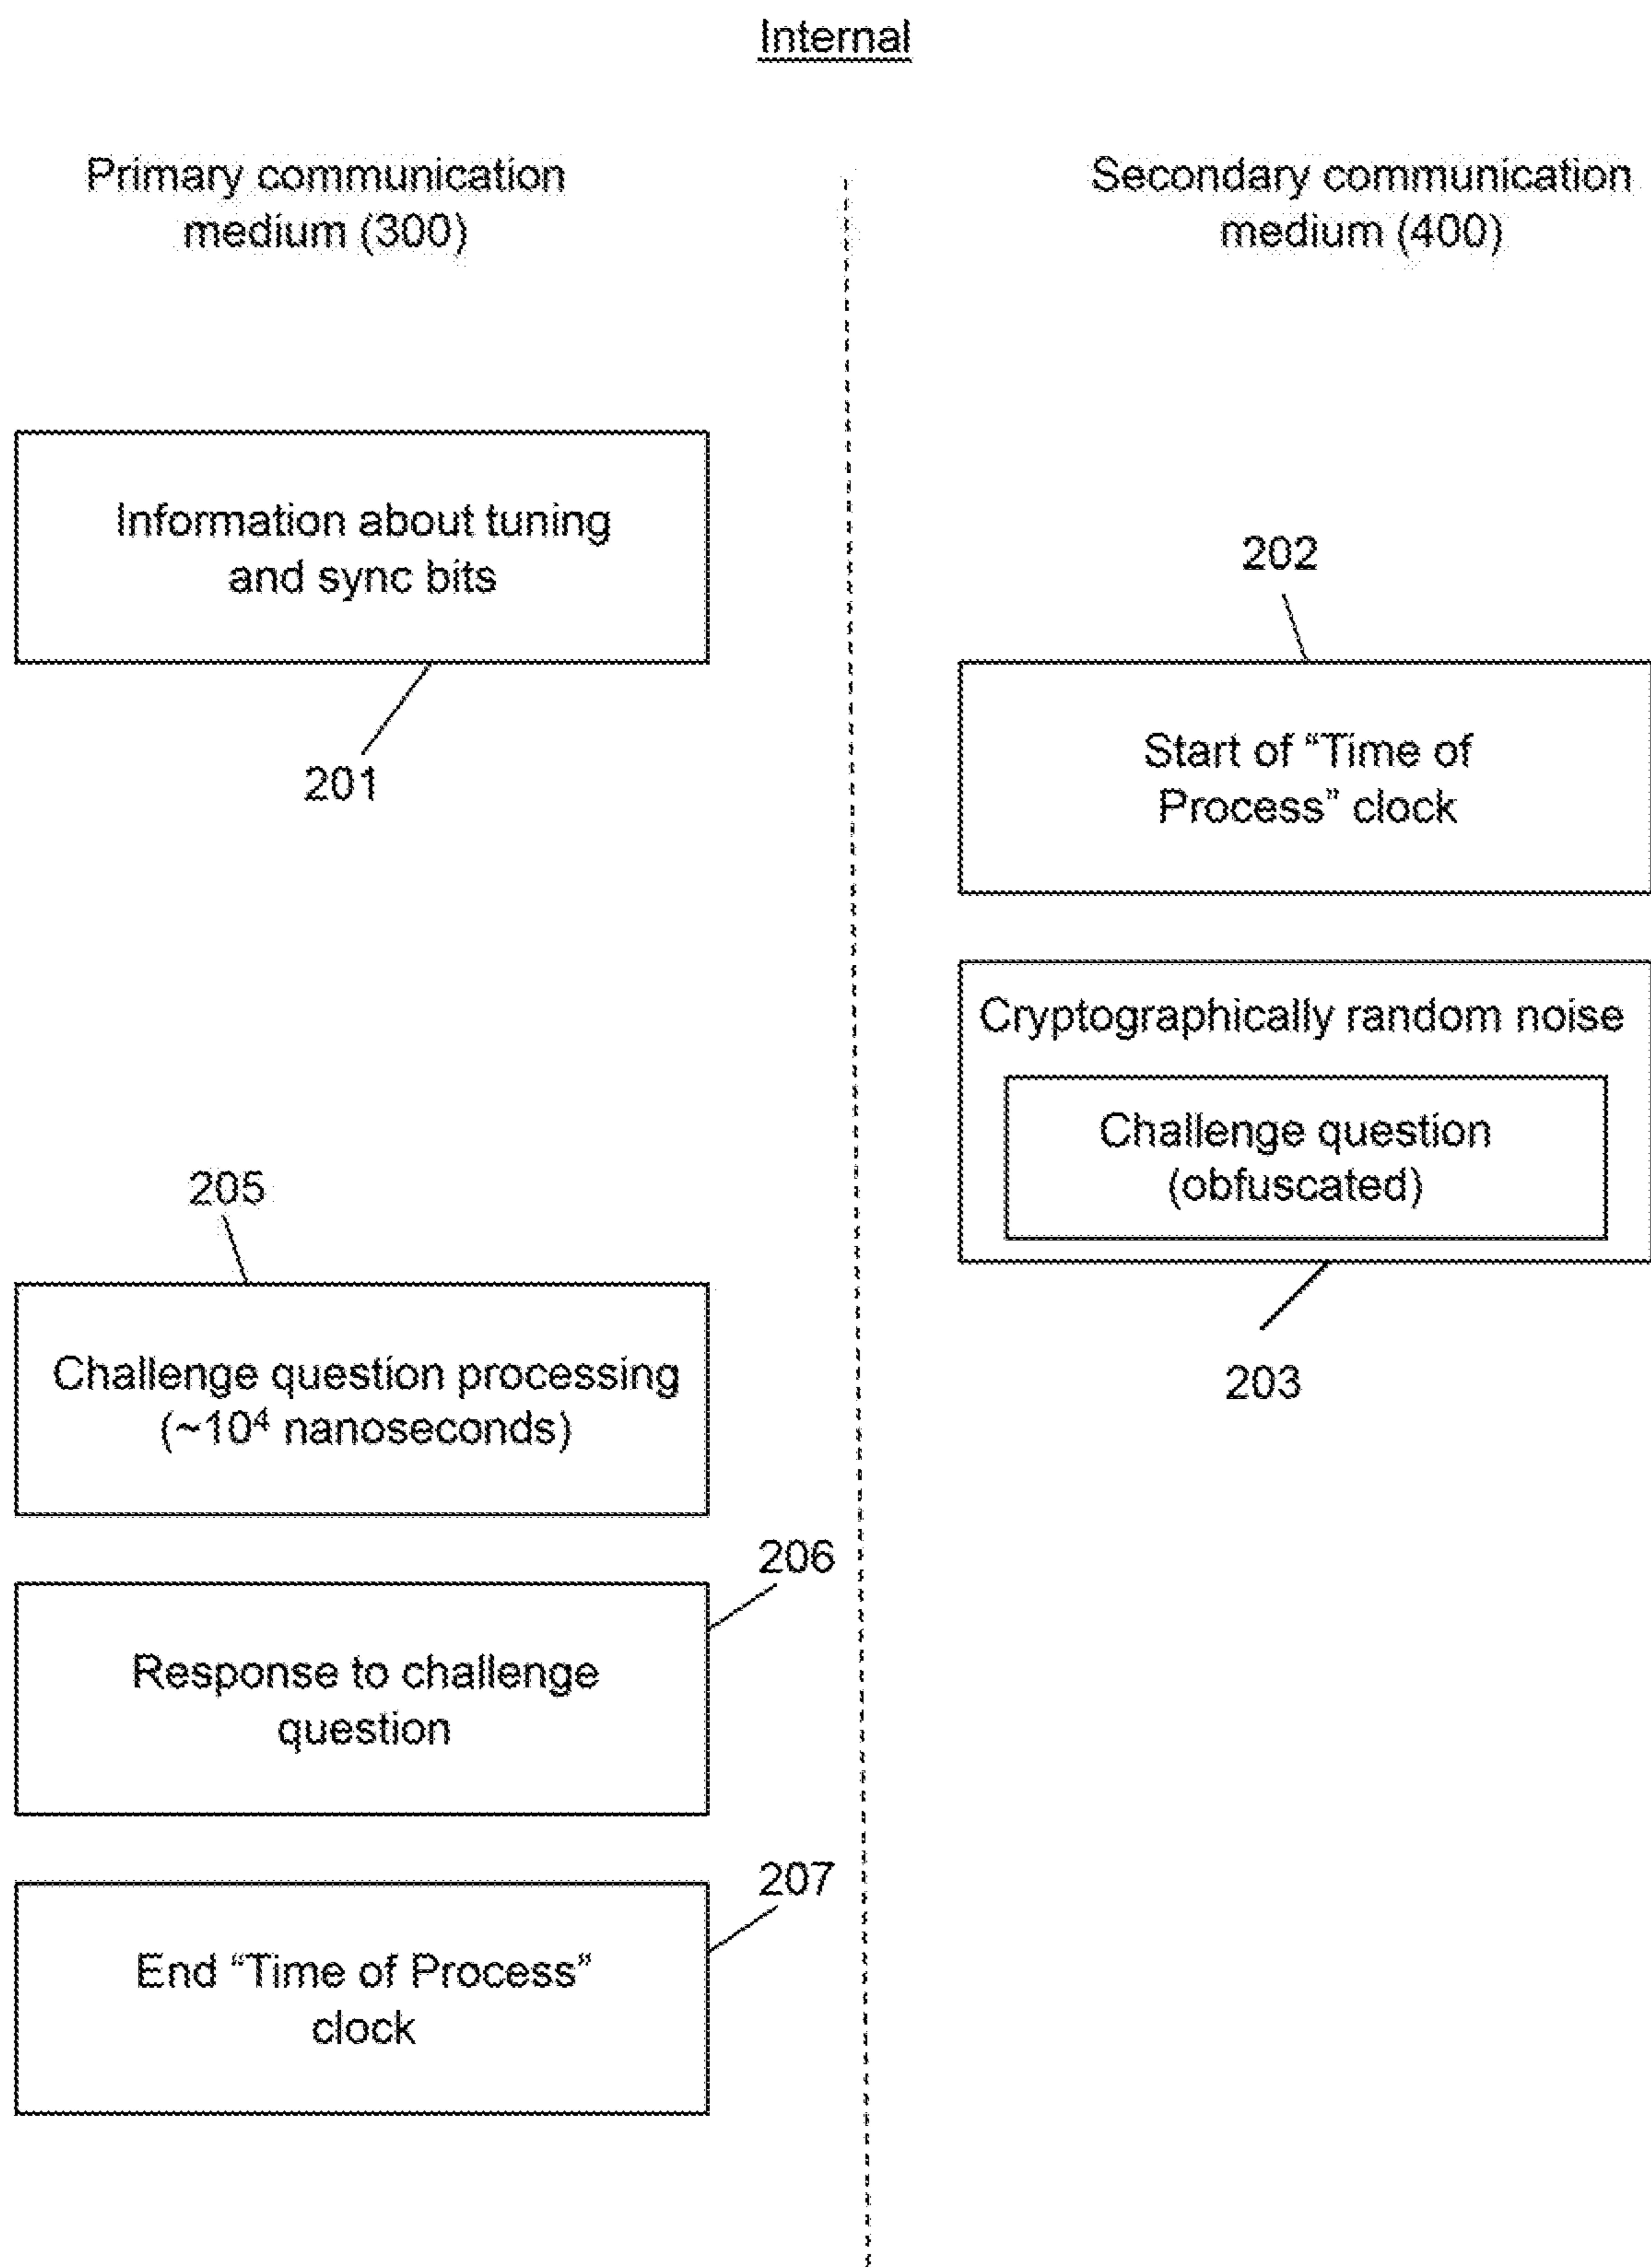 Internal
Primary communication
medium (300)
Secondary communication
medium (400)
Information about tuning
and sync bits
201
202
Start of “Time of
Process” clock
Cryptographically random noise
Challenge question
(obfuscated)
203
205
Challenge question processing
(~10⁴ nanoseconds)
206
Response to challenge
question
207
End “Time of Process”
clock